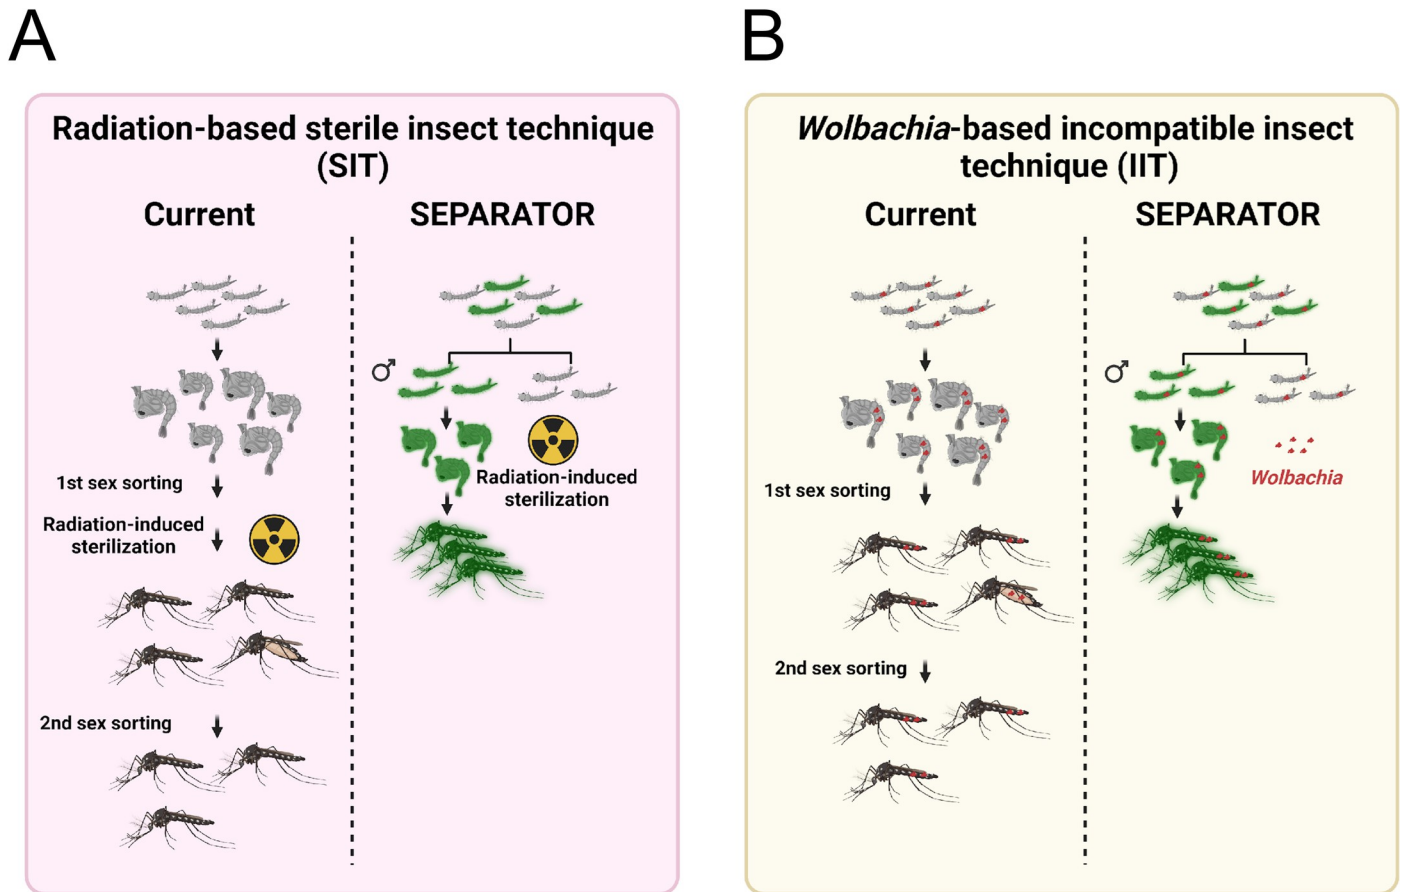 A
Radiation-based sterile insect technique
(SIT)
Current
SEPARATOR
1st sex sorting
Radiation-induced
sterilization
2nd sex sorting
♂
Radiation-induced
sterilization
B
Wolbachia-based incompatible insect
technique (IIT)
Current
SEPARATOR
1st sex sorting
2nd sex sorting
♂
Wolbachia